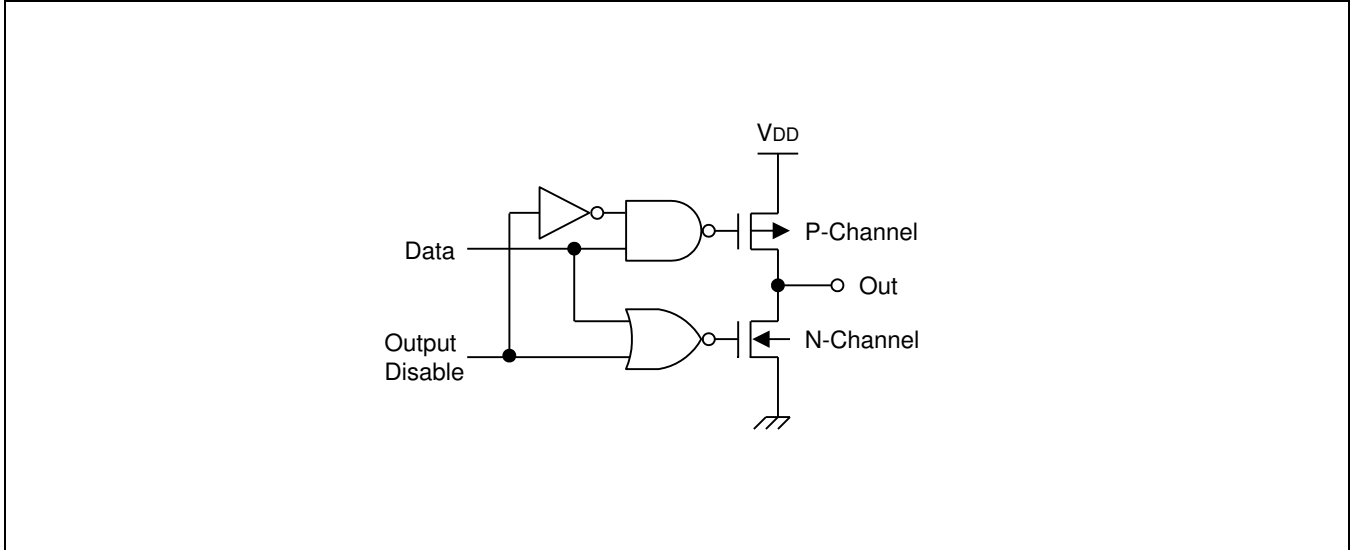 VDD
P-Channel
Data
Out
Output
Disable
N-Channel